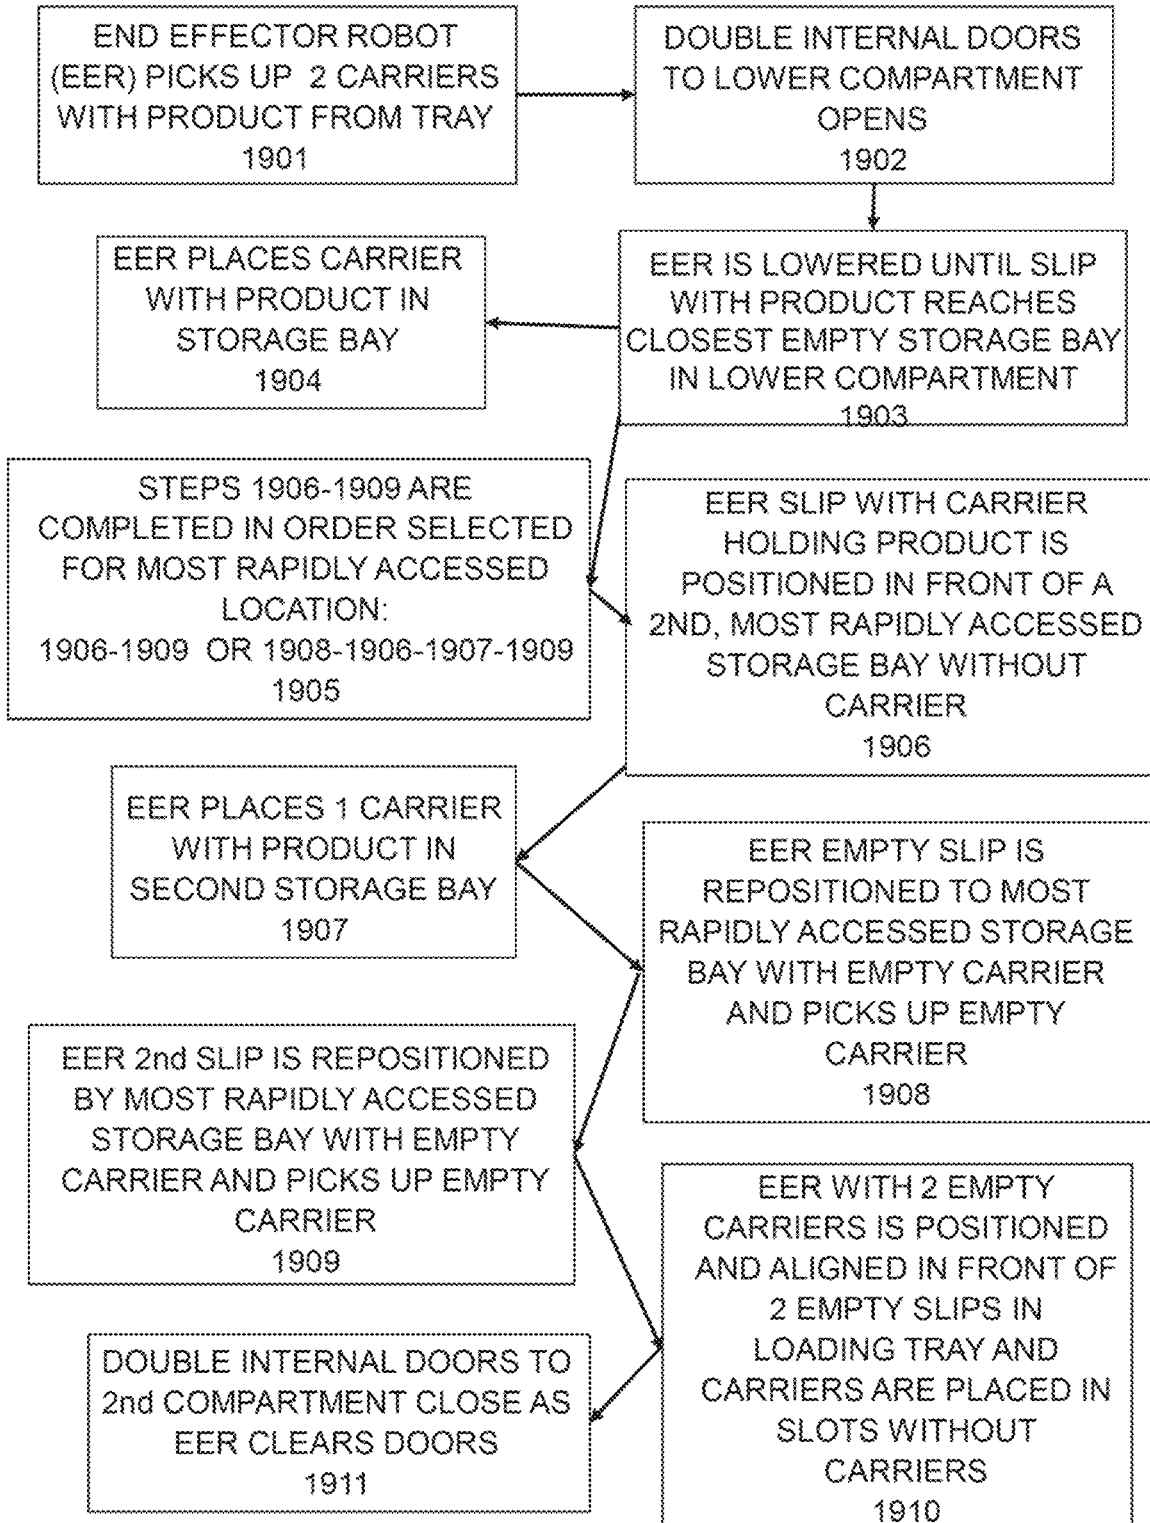 END EFFECTOR ROBOT
(EER) PICKS UP 2 CARRIERS
WITH PRODUCT FROM TRAY
1901
DOUBLE INTERNAL DOORS
TO LOWER COMPARTMENT
OPENS
1902
EER IS LOWERED UNTIL SLIP
WITH PRODUCT REACHES
CLOSEST EMPTY STORAGE BAY
IN LOWER COMPARTMENT
1903
EER PLACES CARRIER
WITH PRODUCT IN
STORAGE BAY
1904
STEPS 1906-1909 ARE
COMPLETED IN ORDER SELECTED
FOR MOST RAPIDLY ACCESSED
LOCATION:
1906-1909 OR 1908-1906-1907-1909
1905
EER SLIP WITH CARRIER
HOLDING PRODUCT IS
POSITIONED IN FRONT OF A
2ND, MOST RAPIDLY ACCESSED
STORAGE BAY WITHOUT
CARRIER
1906
EER PLACES 1 CARRIER
WITH PRODUCT IN
SECOND STORAGE BAY
1907
EER EMPTY SLIP IS
REPOSITIONED TO MOST
RAPIDLY ACCESSED STORAGE
BAY WITH EMPTY CARRIER
AND PICKS UP EMPTY
CARRIER
1908
EER 2nd SLIP IS REPOSITIONED
BY MOST RAPIDLY ACCESSED
STORAGE BAY WITH EMPTY
CARRIER AND PICKS UP EMPTY
CARRIER
1909
EER WITH 2 EMPTY
CARRIERS IS POSITIONED
AND ALIGNED IN FRONT OF
2 EMPTY SLIPS IN
LOADING TRAY AND
CARRIERS ARE PLACED IN
SLOTS WITHOUT
CARRIERS
1910
DOUBLE INTERNAL DOORS TO
2nd COMPARTMENT CLOSE AS
EER CLEARS DOORS
1911